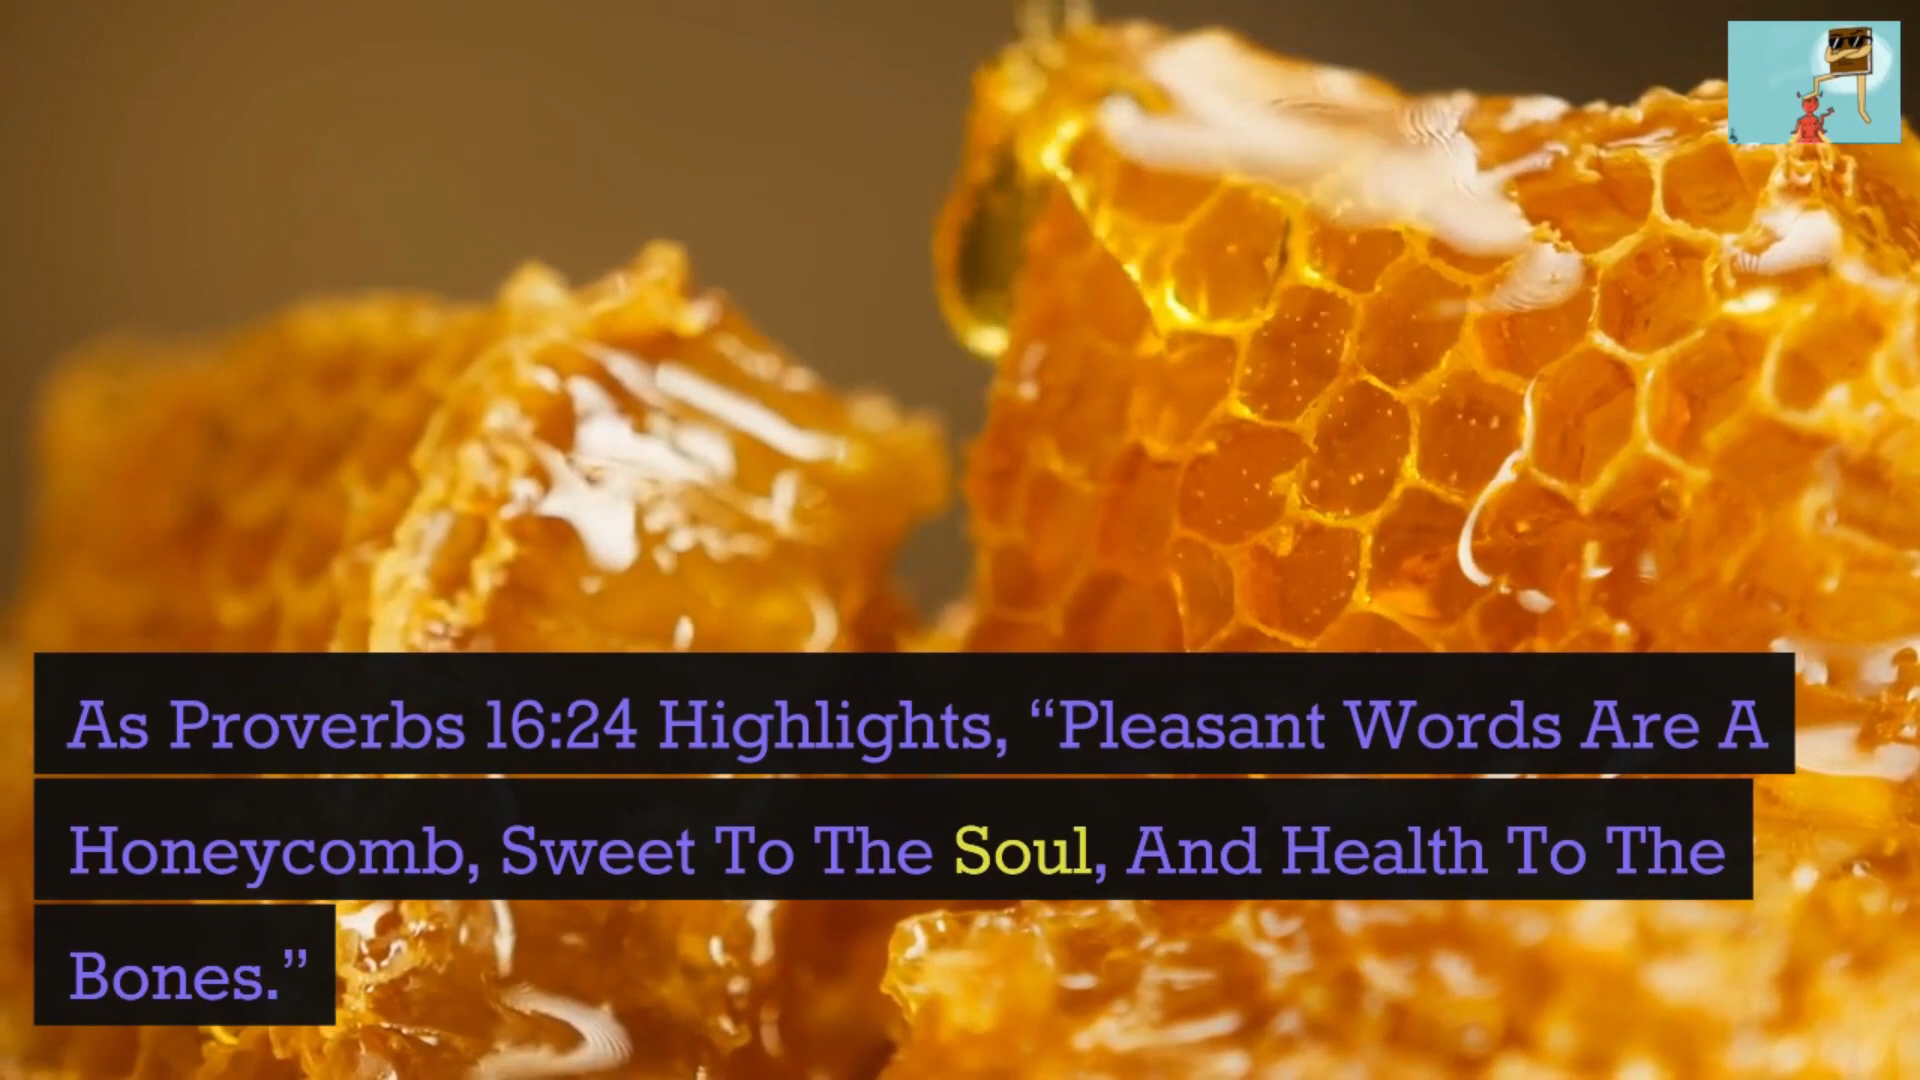 As Proverbs 16:24 Highlights, “Pleasant Words Are A
Honeycomb, Sweet To The Soul, And Health To The
Bones.”